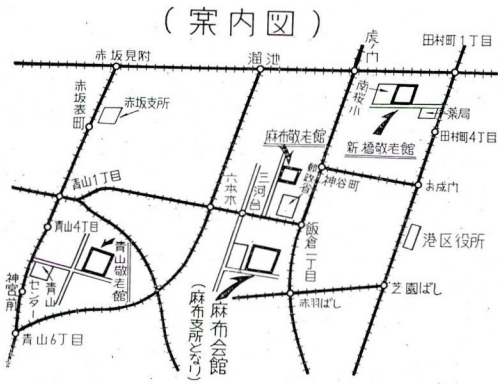 （案内図）
赤坂見附
溜池
虎ノ門
田村町1丁目
赤坂表町
赤坂支所
南桜小
薬局
新橋敬老館
田村町4丁目
麻布敬老館
郵政省
神谷町
お成門
青山1丁目
六本木
三河台
飯倉一丁目
港区役所
青山4丁目
青山敬老館
青山センター
神宮前
麻布会館
（麻布支所となり）
赤羽ばし
芝園ばし
青山6丁目